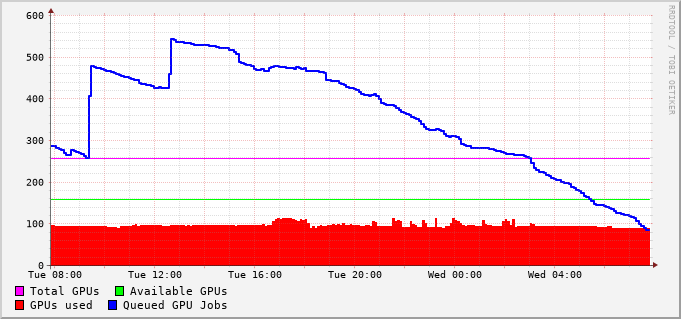 600
500
400
300
200
100
0
Tue 08:00 Tue 12:00 Tue 16:00 Tue 20:00 Wed 00:00 Wed 04:00
Total GPUs Available GPUs
GPUs used Queued GPU Jobs
RRDTOOL / TOBI OETIKER